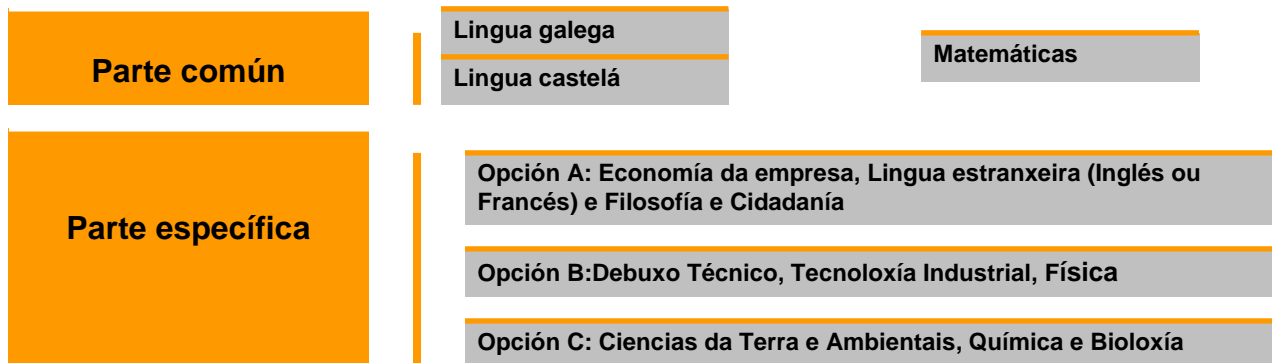 Parte común
Lingua galega
Lingua castelá
Matemáticas
Parte específica
Opción A: Economía da empresa, Lingua estranxeira (Inglés ou
Francés) e Filosofía e Cidadanía
Opción B:Debuxo Técnico, Tecnoloxía Industrial, Física
Opción C: Ciencias da Terra e Ambientais, Química e Bioloxía